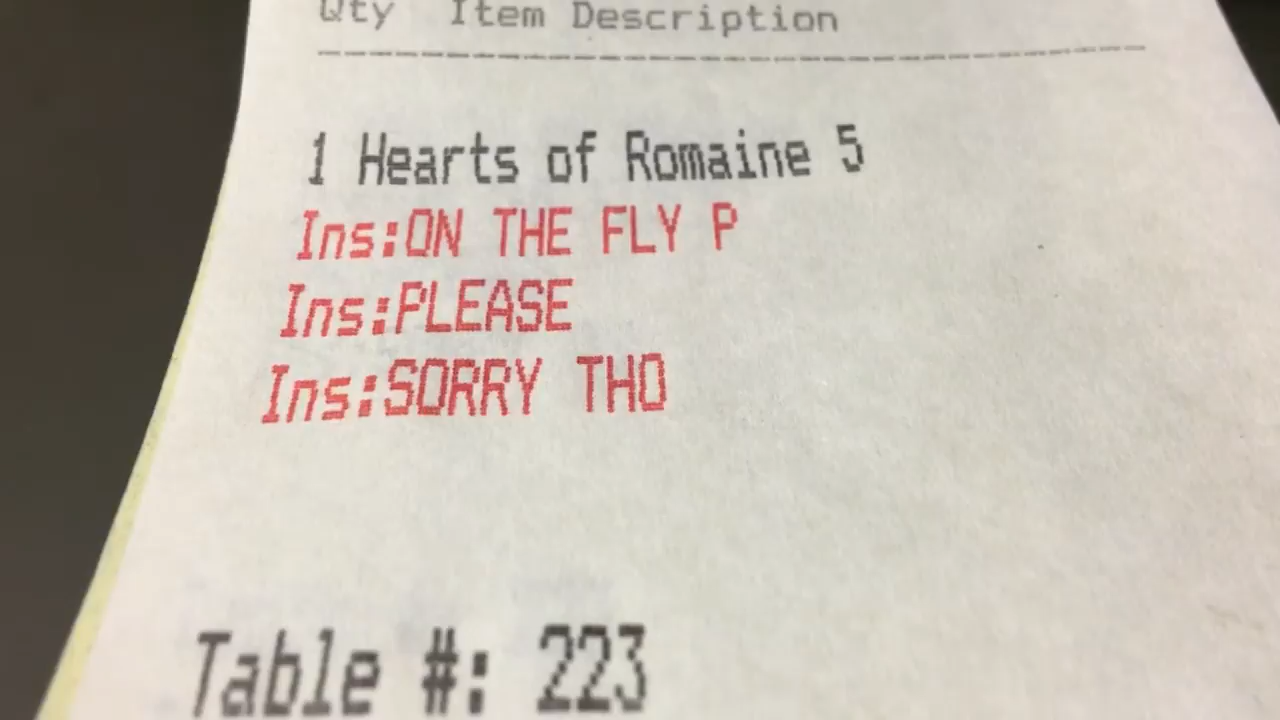 Qty Item Description
--------------------------------------------------
1 Hearts of Romaine 5
Ins:ON THE FLY P
Ins:PLEASE
Ins:SORRY THO
Table #: 223